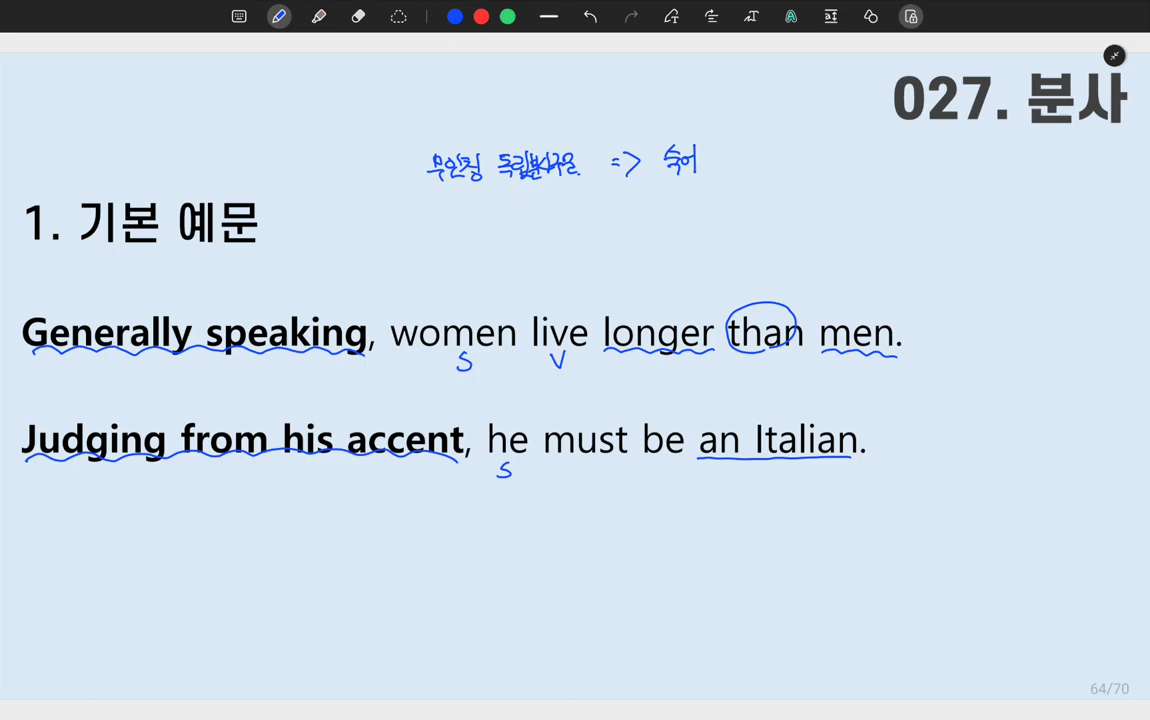 027. 분사
무인칭 독립분사구문. => 숙어
1. 기본 예문
Generally speaking, women live longer than men.
S V
Judging from his accent, he must be an Italian.
S
64/70